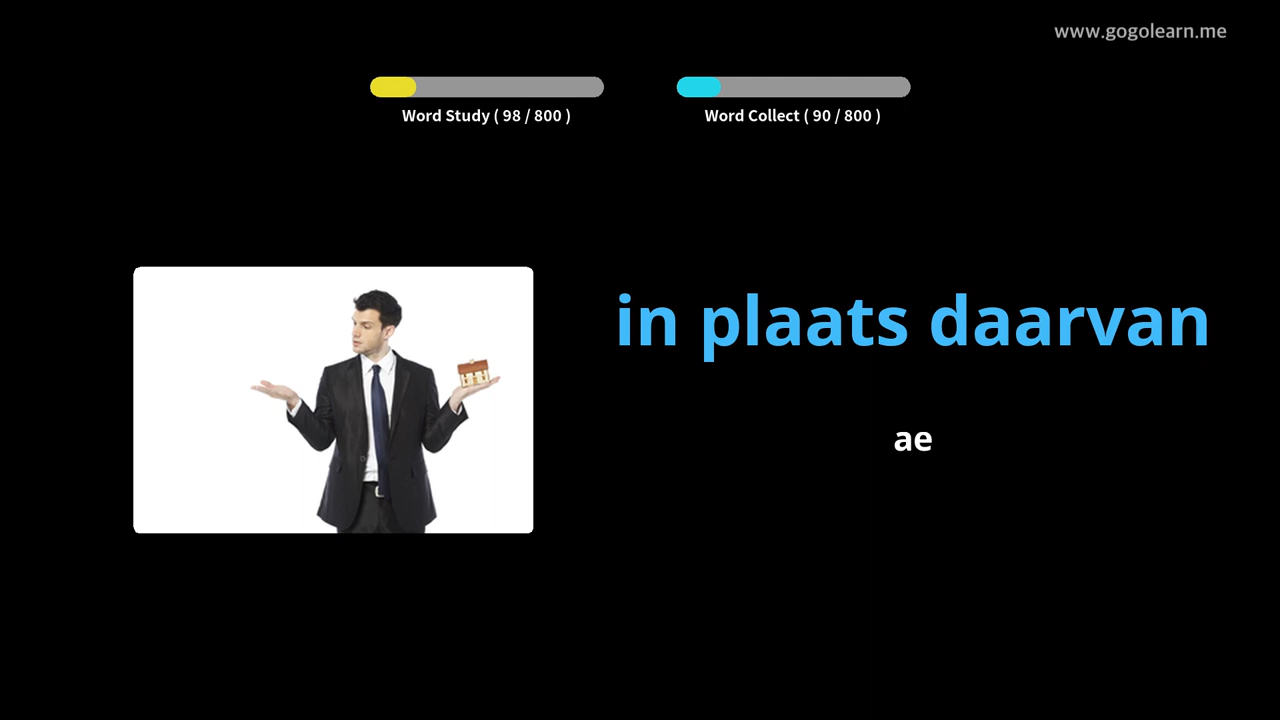 www.gogolearn.me
Word Study ( 98 / 800 )
Word Collect ( 90 / 800 )
in plaats daarvan
ae